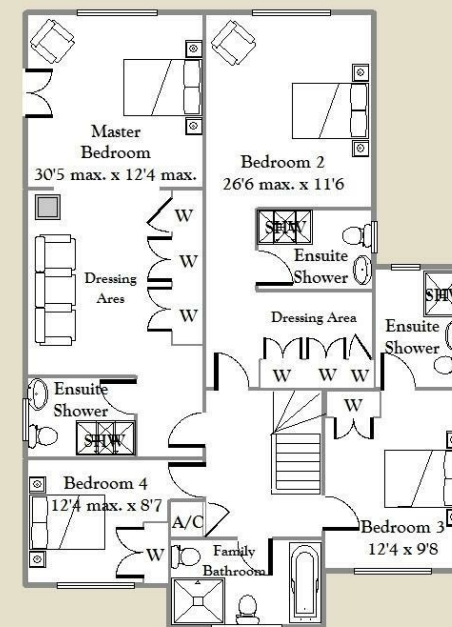 Master
Bedroom
30'5 max. x 12'4 max.
Bedroom 2
26'6 max. x 11'6
W
W
W
Dressing
Ares
SHW
Ensuite
Shower
SHW
Ensuite
Shower
Dressing Area
W
W
W
W
Ensuite
Shower
SHW
Bedroom 4
12'4 max. x 8'7
W
A/C
Family
Bathroom
Bedroom 3
12'4 x 9'8